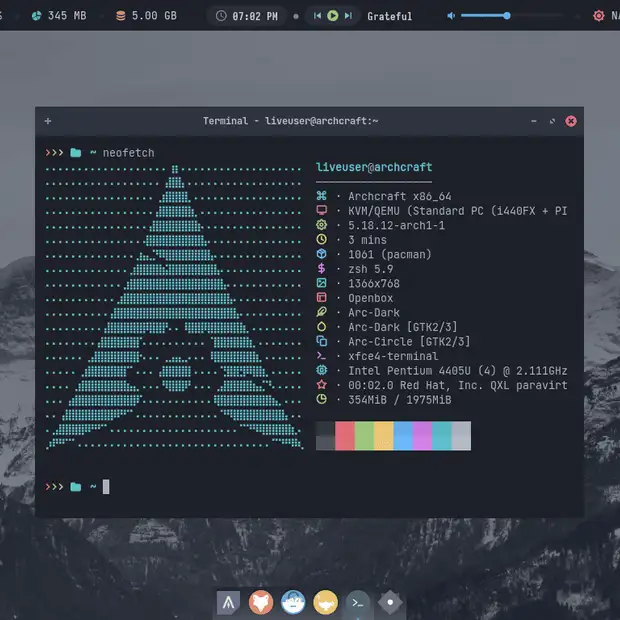 345 MB
5.00 GB
07:02 PM
Grateful
Terminal - liveuser@archcraft:~
>>> ~ neofetch
liveuser@archcraft
· Archcraft x86_64
· KVM/QEMU (Standard PC (i440FX + PI
· 5.18.12-arch1-1
· 3 mins
· 1061 (pacman)
· zsh 5.9
· 1366x768
· Openbox
· Arc-Dark
· Arc-Dark [GTK2/3]
· Arc-Circle [GTK2/3]
· xfce4-terminal
· Intel Pentium 4405U (4) @ 2.111GHz
· 00:02.0 Red Hat, Inc. QXL paravirt
· 354MiB / 1975MiB
>>> ~